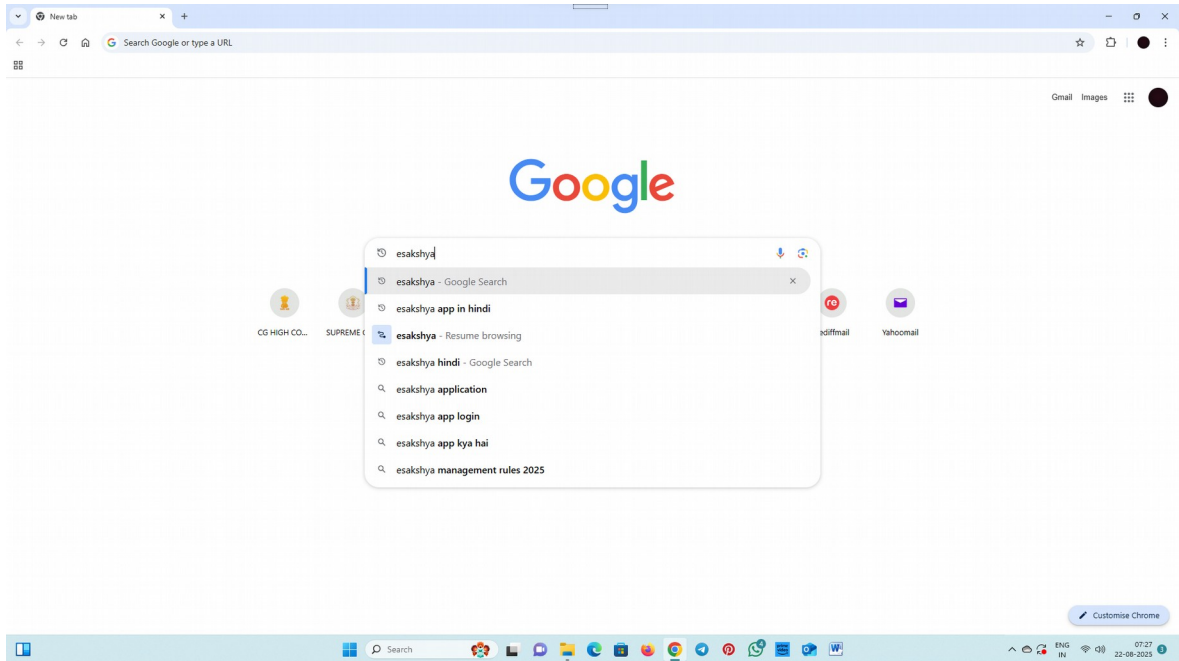 New tab
Search Google or type a URL
Gmail Images
Google
esakshya
esakshya - Google Search
esakshya app in hindi
esakshya - Resume browsing
esakshya hindi - Google Search
esakshya application
esakshya app login
esakshya app kya hai
esakshya management rules 2025
CG HIGH CO... SUPREME ediffmail Yahoomail
Customise Chrome
Search
ENG
IN
07:27
22-08-2025